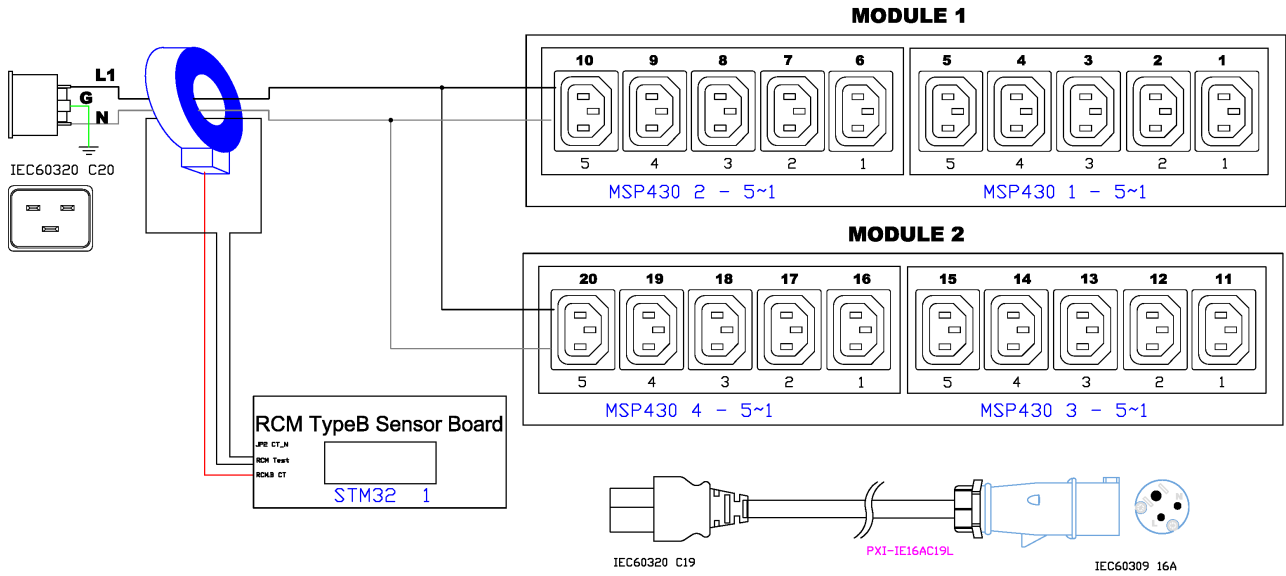 MODULE 1
10 9 8 7 6 5 4 3 2 1
5 4 3 2 1 5 4 3 2 1
MSP430 2 - 5~1 MSP430 1 - 5~1
L1
G
N
IEC60320 C20
MODULE 2
20 19 18 17 16 15 14 13 12 11
5 4 3 2 1 5 4 3 2 1
MSP430 4 - 5~1 MSP430 3 - 5~1
RCM TypeB Sensor Board
JP2 CT_N
RCM Test
RCM.B CT
STM32 1
IEC60320 C19
PXI-IE16AC19L
IEC60309 16A